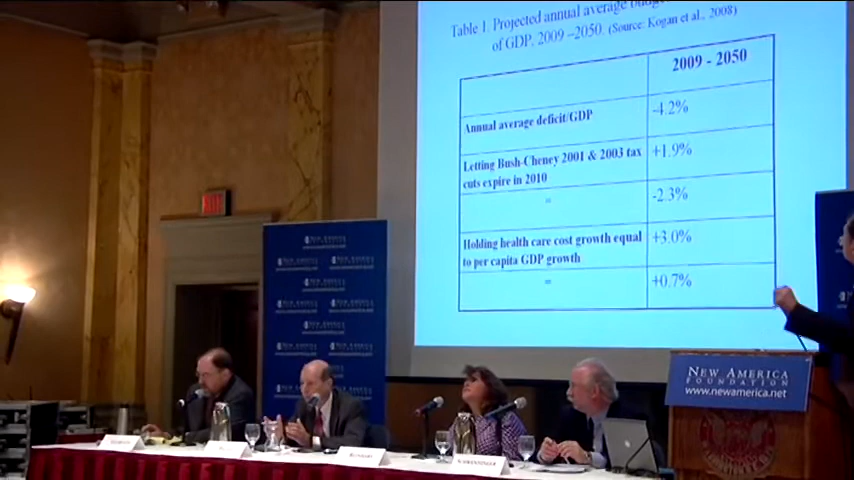 Table 1. Projected annual average
of GDP, 2009 –2050. (Source: Kogan et al., 2008)
2009 - 2050
Annual average deficit/GDP
-4.2%
Letting Bush-Cheney 2001 & 2003 tax
cuts expire in 2010
+1.9%
=
-2.3%
Holding health care cost growth equal
to per capita GDP growth
+3.0%
=
+0.7%
EXIT
NEW AMERICA
NEW AMERICA
FOUNDATION
www.newamerica.net